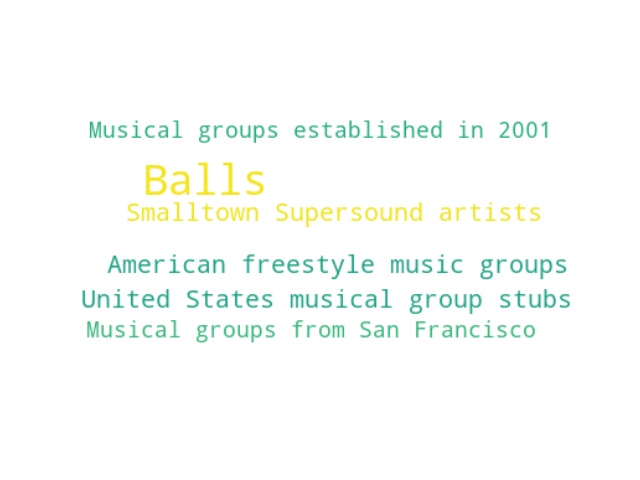 Musical groups established in 2001
Balls
Smalltown Supersound artists
American freestyle music groups
United States musical group stubs
Musical groups from San Francisco